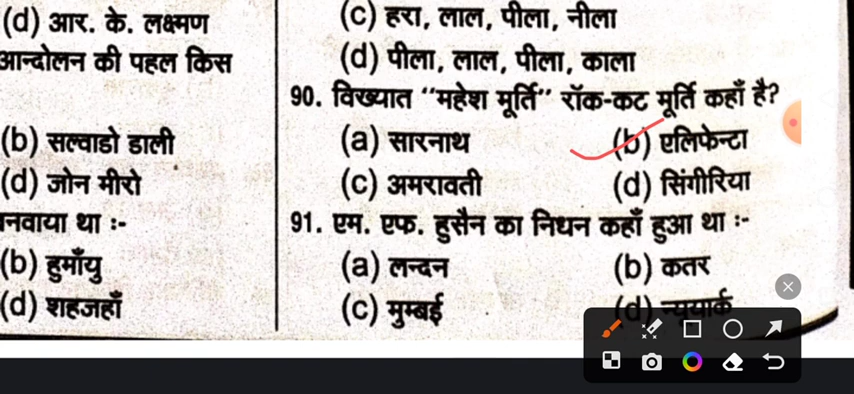 (d) आर. के. लक्ष्मण
आन्दोलन की पहल किस
(b) सल्वाडो डाली
(d) जोन मीरो
नवाया था :-
(b) हुमाँयु
(d) शहजहाँ
(c) हरा, लाल, पीला, नीला
(d) पीला, लाल, पीला, काला
90. विख्यात “महेश मूर्ति” रॉक-कट मूर्ति कहाँ है?
(a) सारनाथ (b) एलिफेन्टा
(c) अमरावती (d) सिंगीरिया
91. एम. एफ. हुसैन का निधन कहाँ हुआ था :-
(a) लन्दन (b) कतर
(c) मुम्बई (d) न्यूयार्क